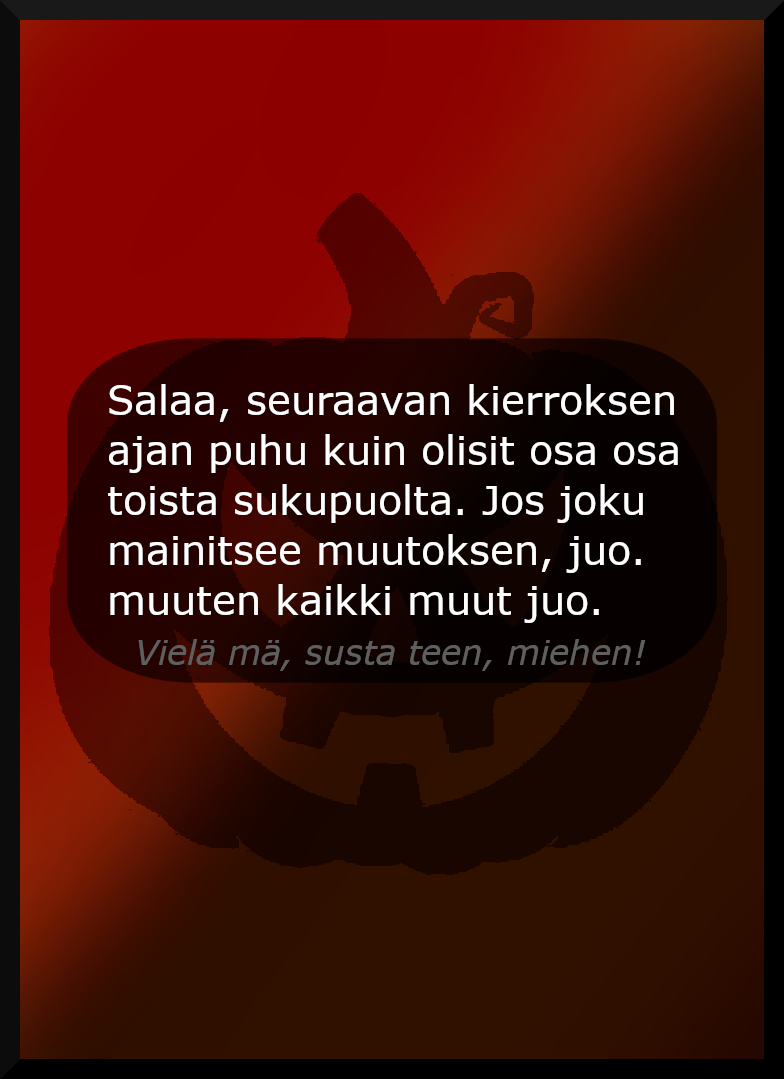 Salaa, seuraavan kierroksen
ajan puhu kuin olisit osa osa
toista sukupuolta. Jos joku
mainitsee muutoksen, juo.
muuten kaikki muut juo.
Vielä mä, susta teen, miehen!